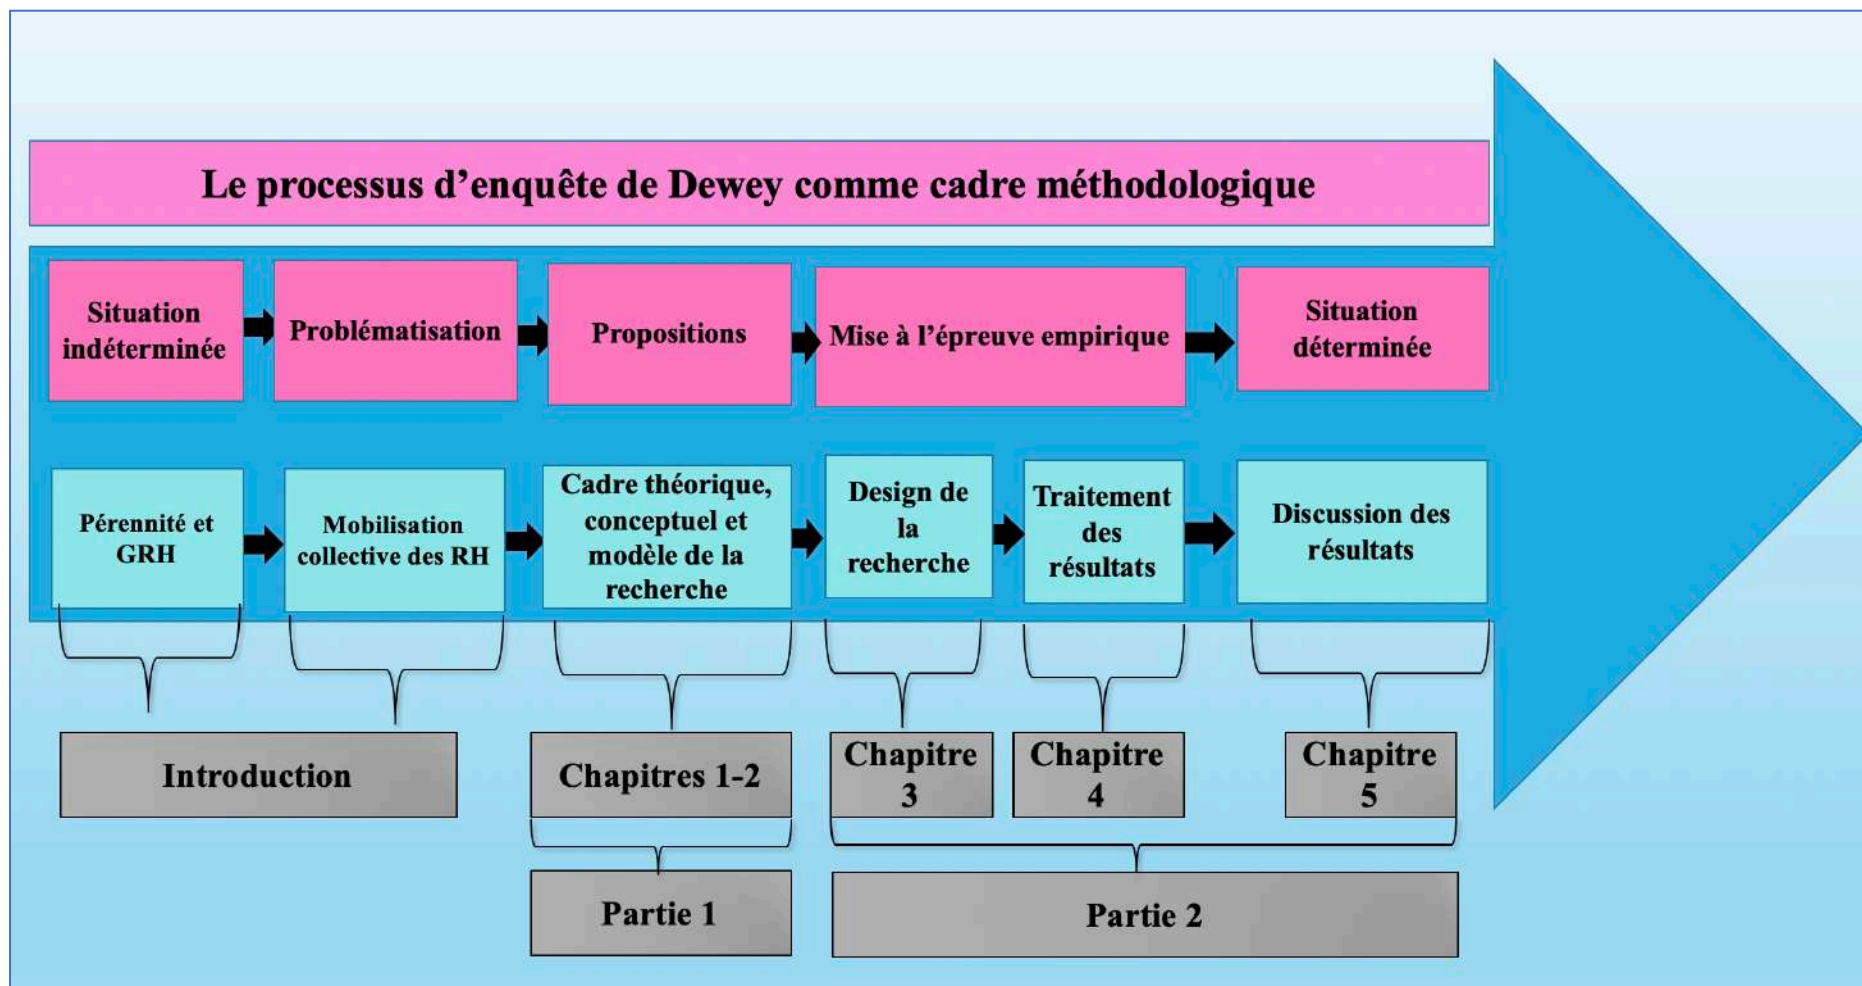 Le processus d’enquête de Dewey comme cadre méthodologique
Situation
indéterminée
Problématisation
Propositions
Mise à l’épreuve empirique
Situation
déterminée
Pérennité et
GRH
Mobilisation
collective des RH
Cadre théorique,
conceptuel et
modèle de la
recherche
Design de
la
recherche
Traitement
des
résultats
Discussion des
résultats
Introduction
Chapitres 1-2
Chapitre
3
Chapitre
4
Chapitre
5
Partie 1
Partie 2